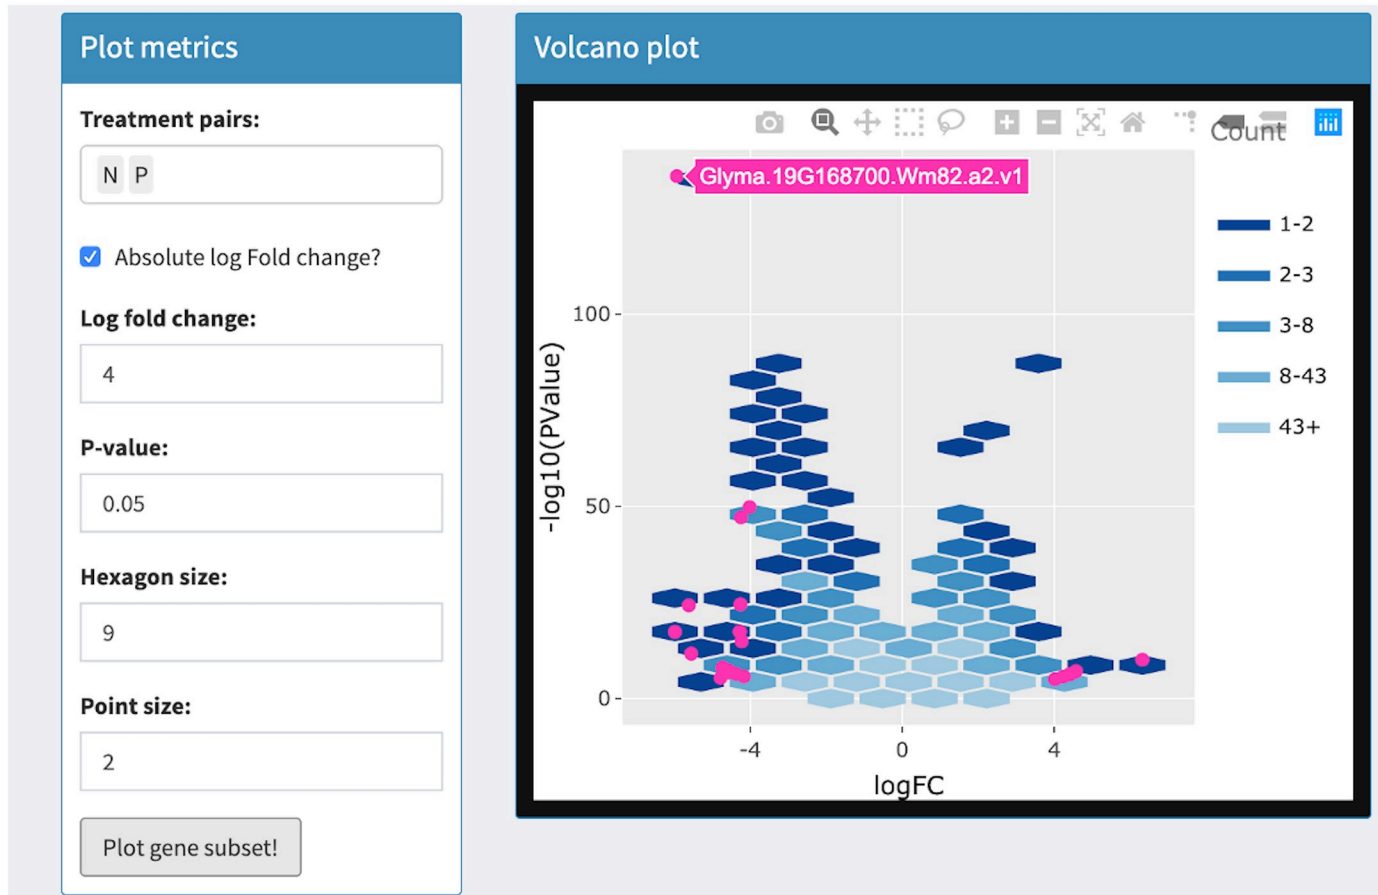 Plot metrics
Treatment pairs:
N P
Absolute log Fold change?
Log fold change:
4
P-value:
0.05
Hexagon size:
9
Point size:
2
Plot gene subset!
Volcano plot
Count
Glyma.19G168700.Wm82.a2.v1
1-2
2-3
3-8
8-43
43+
-log10(PValue)
100
50
0
-4 0 4
logFC